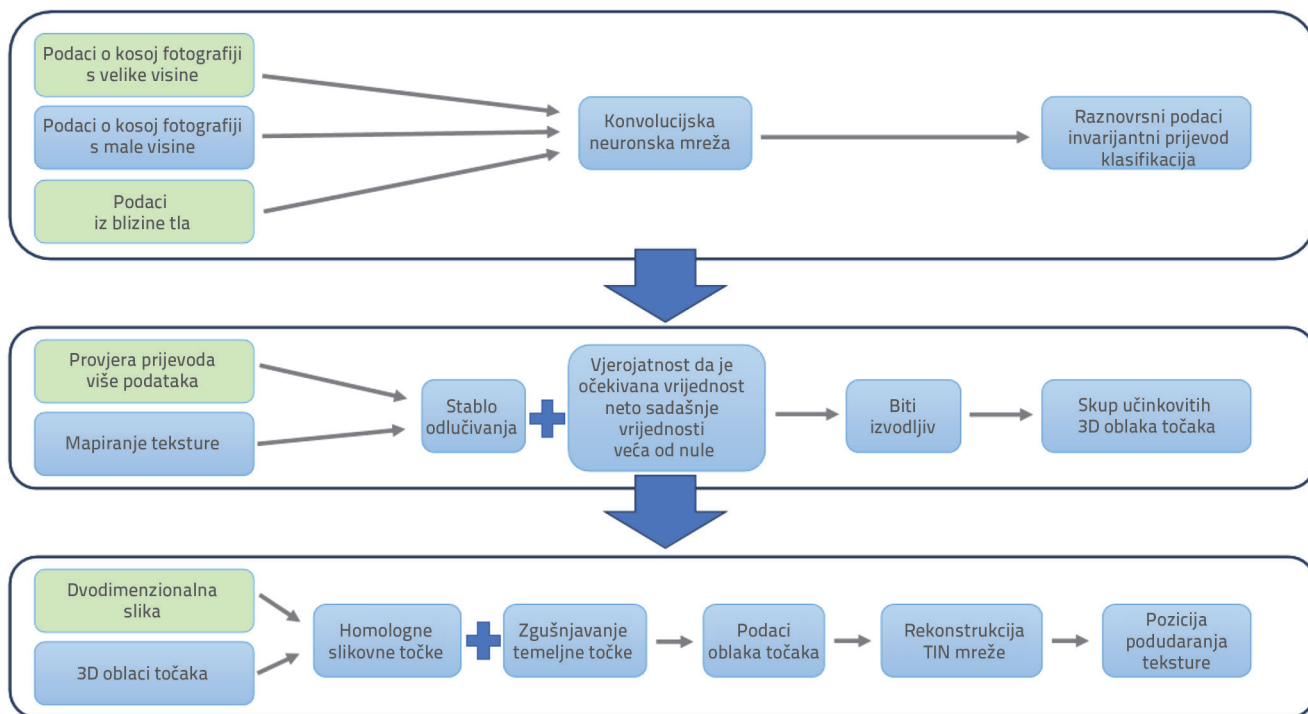 Podaci o kosoj fotografiji
s velike visine
Podaci o kosoj fotografiji
s male visine
Podaci
iz blizine tla
Konvolucijska
neuronska mreža
Raznovrsni podaci
invarijantni prijevod
klasifikacija
Provjera prijevoda
više podataka
Mapiranje teksture
Stablo
odlučivanja
Vjerojatnost da je
očekivana vrijednost
neto sadašnje
vrijednosti
veća od nule
Biti
izvodljiv
Skup učinkovitih
3D oblaka točaka
Dvodimenzionalna
slika
3D oblaci točaka
Homologne
slikovne točke
Zgušnjavanje
temeljne točke
Podaci
oblaka točaka
Rekonstrukcija
TIN mreže
Pozicija
podudaranja
teksture